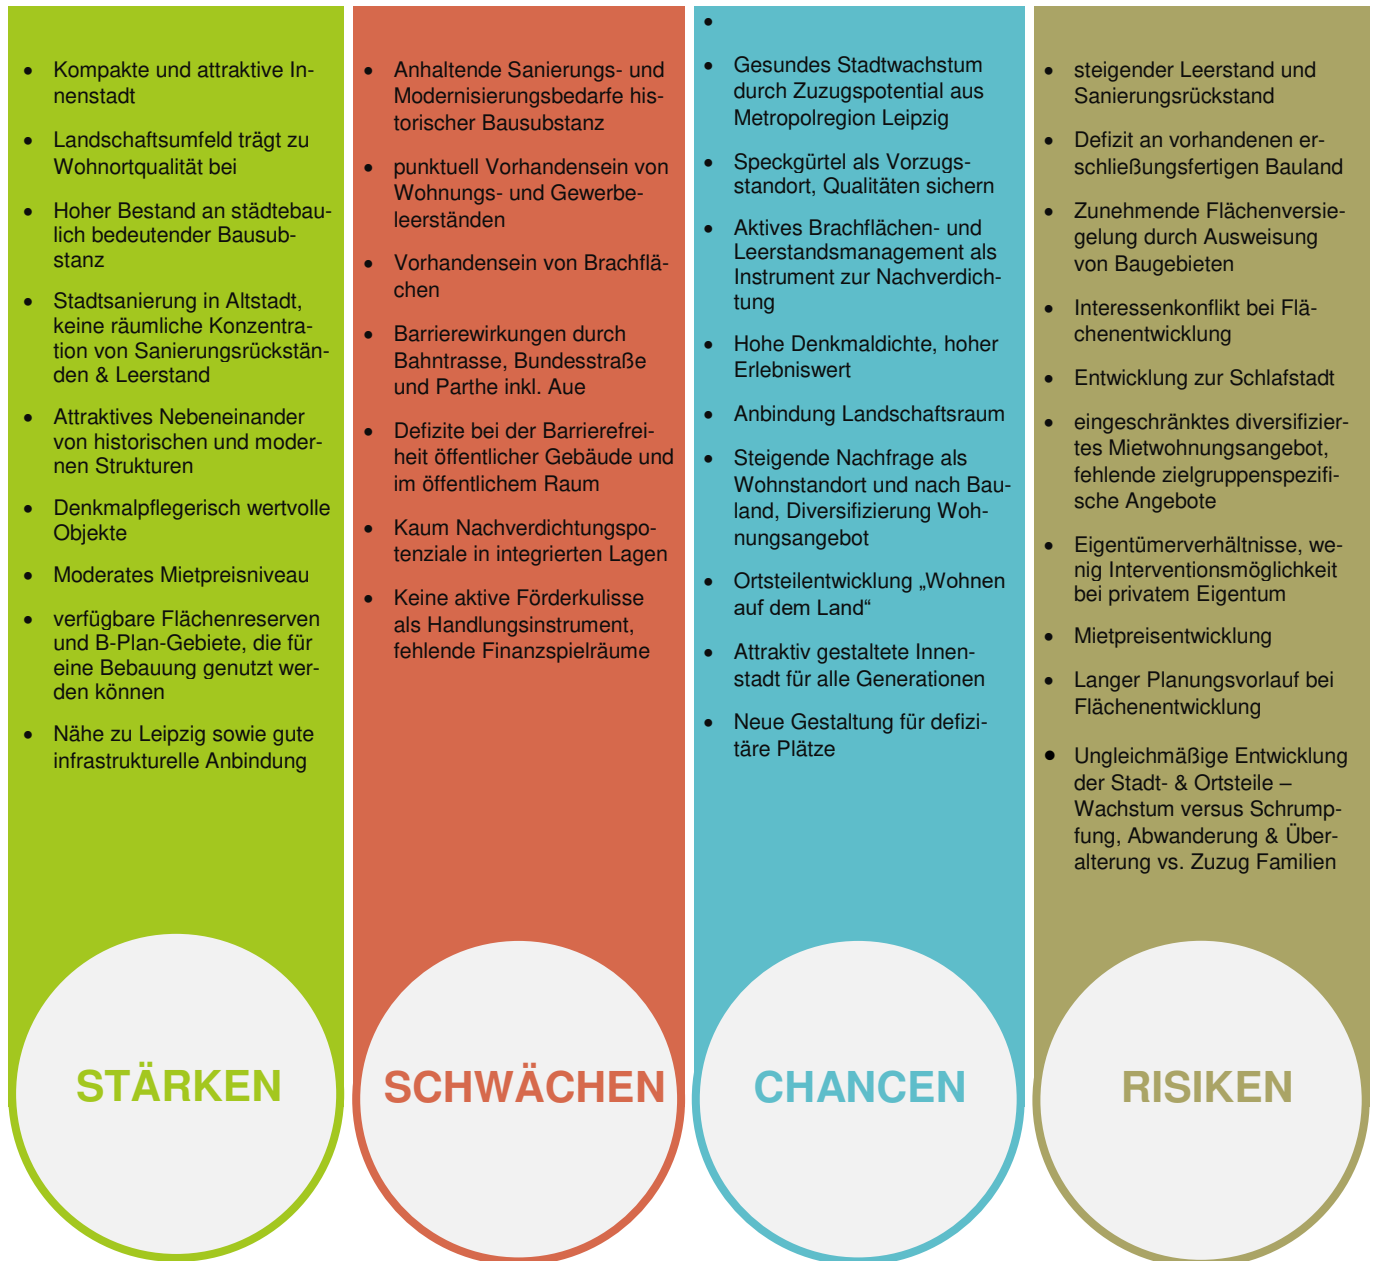 • Kompakte und attraktive In-
nenstadt
• Landschaftsumfeld trägt zu
Wohnortqualität bei
• Hoher Bestand an städtebau-
lich bedeutender Bausub-
stanz
• Stadtsanierung in Altstadt,
keine räumliche Konzentra-
tion von Sanierungsrückstän-
den & Leerstand
• Attraktives Nebeneinander
von historischen und moder-
nen Strukturen
• Denkmalpflegerisch wertvolle
Objekte
• Moderates Mietpreisniveau
• verfügbare Flächenreserven
und B-Plan-Gebiete, die für
eine Bebauung genutzt wer-
den können
• Nähe zu Leipzig sowie gute
infrastrukturelle Anbindung
STÄRKEN
• Anhaltende Sanierungs- und
Modernisierungsbedarfe his-
torischer Bausubstanz
• punktuell Vorhandensein von
Wohnungs- und Gewerbe-
leerständen
• Vorhandensein von Brachflä-
chen
• Barrierewirkungen durch
Bahntrasse, Bundesstraße
und Parthe inkl. Aue
• Defizite bei der Barrierefrei-
heit öffentlicher Gebäude und
im öffentlichem Raum
• Kaum Nachverdichtungspo-
tenziale in integrierten Lagen
• Keine aktive Förderkulisse
als Handlungsinstrument,
fehlende Finanzspielräume
SCHWÄCHEN
•
• Gesundes Stadtwachstum
durch Zuzugspotential aus
Metropolregion Leipzig
• Speckgürtel als Vorzugs-
standort, Qualitäten sichern
• Aktives Brachflächen- und
Leerstandsmanagement als
Instrument zur Nachverdich-
tung
• Hohe Denkmaldichte, hoher
Erlebniswert
• Anbindung Landschaftsraum
• Steigende Nachfrage als
Wohnstandort und nach Bau-
land, Diversifizierung Woh-
nungsangebot
• Ortsteilentwicklung „Wohnen
auf dem Land“
• Attraktiv gestaltete Innen-
stadt für alle Generationen
• Neue Gestaltung für defizi-
täre Plätze
CHANCEN
• steigender Leerstand und
Sanierungsrückstand
• Defizit an vorhandenen er-
schließungsfertigen Bauland
• Zunehmende Flächenversie-
gelung durch Ausweisung
von Baugebieten
• Interessenkonflikt bei Flä-
chenentwicklung
• Entwicklung zur Schlafstadt
• eingeschränktes diversifizier-
tes Mietwohnungsangebot,
fehlende zielgruppenspezifi-
sche Angebote
• Eigentümerverhältnisse, we-
nig Interventionsmöglichkeit
bei privatem Eigentum
• Mietpreisentwicklung
• Langer Planungsvorlauf bei
Flächenentwicklung
• Ungleichmäßige Entwicklung
der Stadt- & Ortsteile –
Wachstum versus Schrump-
fung, Abwanderung & Über-
alterung vs. Zuzug Familien
RISIKEN